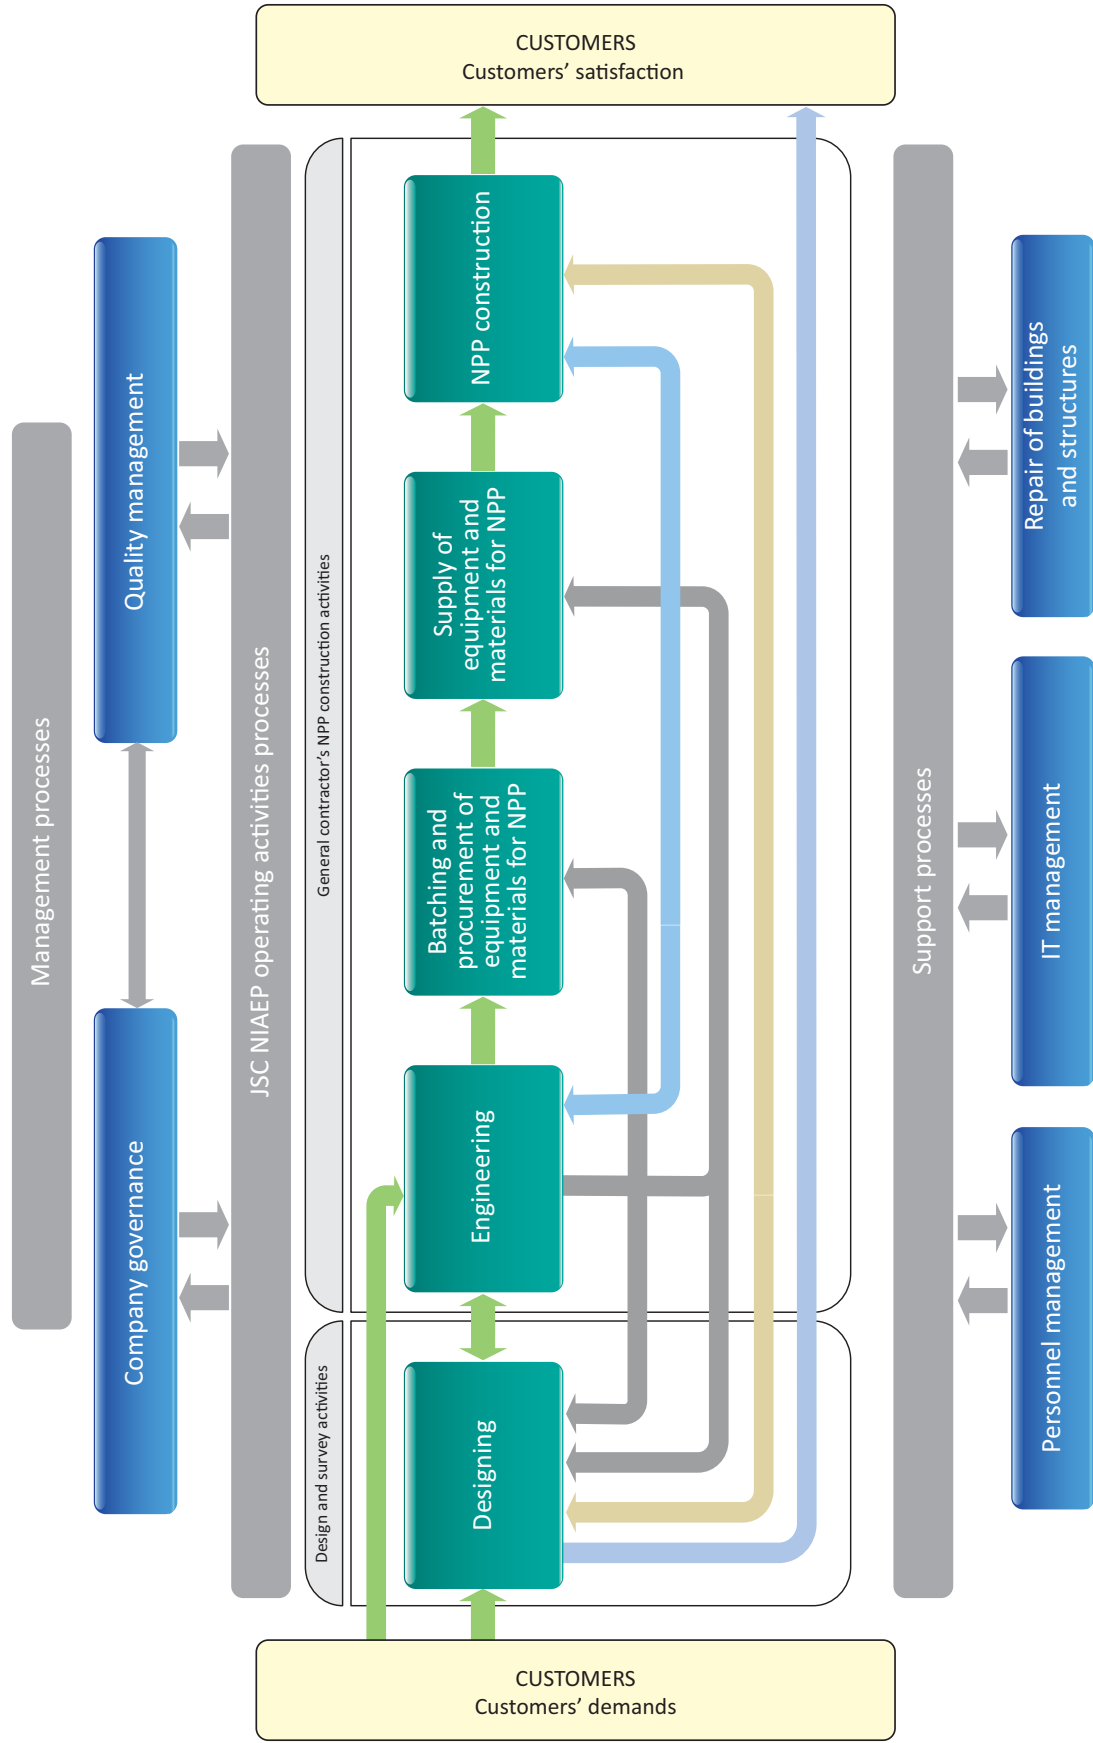 CUSTOMERS
Customers’ satisfaction
Management processes
Company governance
Quality management
JSC NIAEP operating activities processes
Design and survey activities
General contractor’s NPP construction activities
Designing
Engineering
Batching and
procurement of
equipment and
materials for NPP
Supply of
equipment and
materials for NPP
NPP construction
Support processes
Personnel management
IT management
Repair of buildings
and structures
CUSTOMERS
Customers’ demands